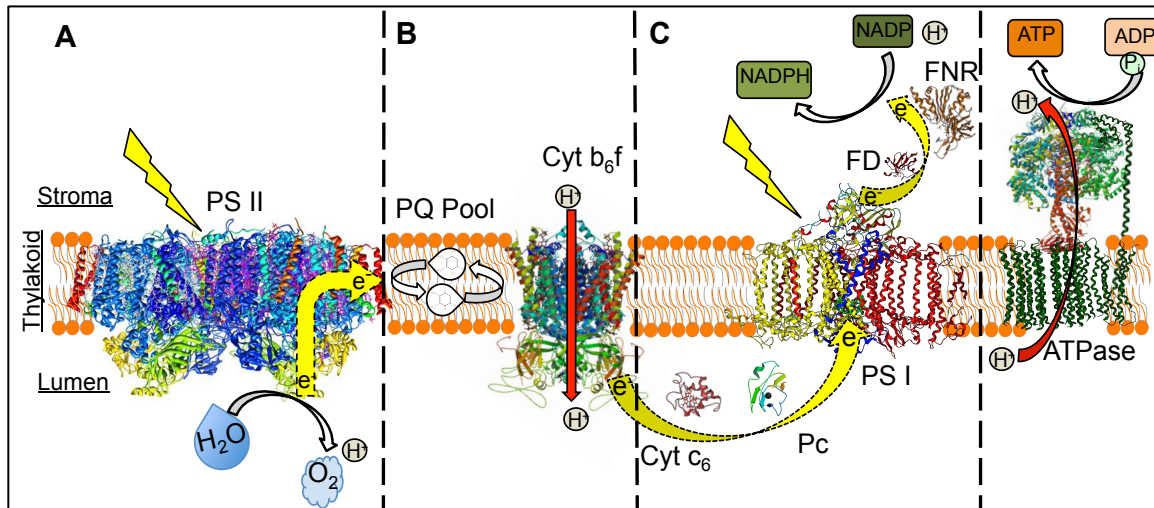 A
B
C
NADP
H⁺
ATP
ADP
Pᵢ
NADPH
FNR
e⁻
H⁺
Cyt b₆f
FD
Stroma
PS II
PQ Pool
H⁺
e⁻
Thylakoid
e⁻
e⁻
PS I
H⁺
ATPase
Lumen
e⁻
e⁻
H⁺
H₂O
H⁺
O₂
Cyt c₆
Pc